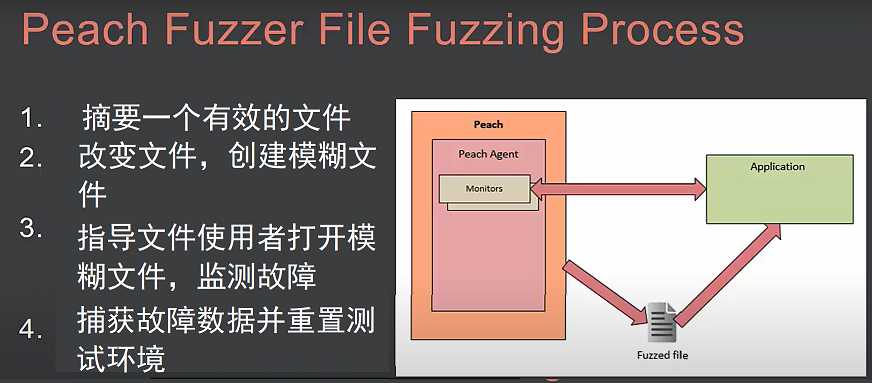 Peach Fuzzer File Fuzzing Process
1. 摘要一个有效的文件
2. 改变文件，创建模糊文
件
3. 指导文件使用者打开模
糊文件，监测故障
4. 捕获故障数据并重置测
试环境
Peach
Peach Agent
Monitors
Application
Fuzzed file